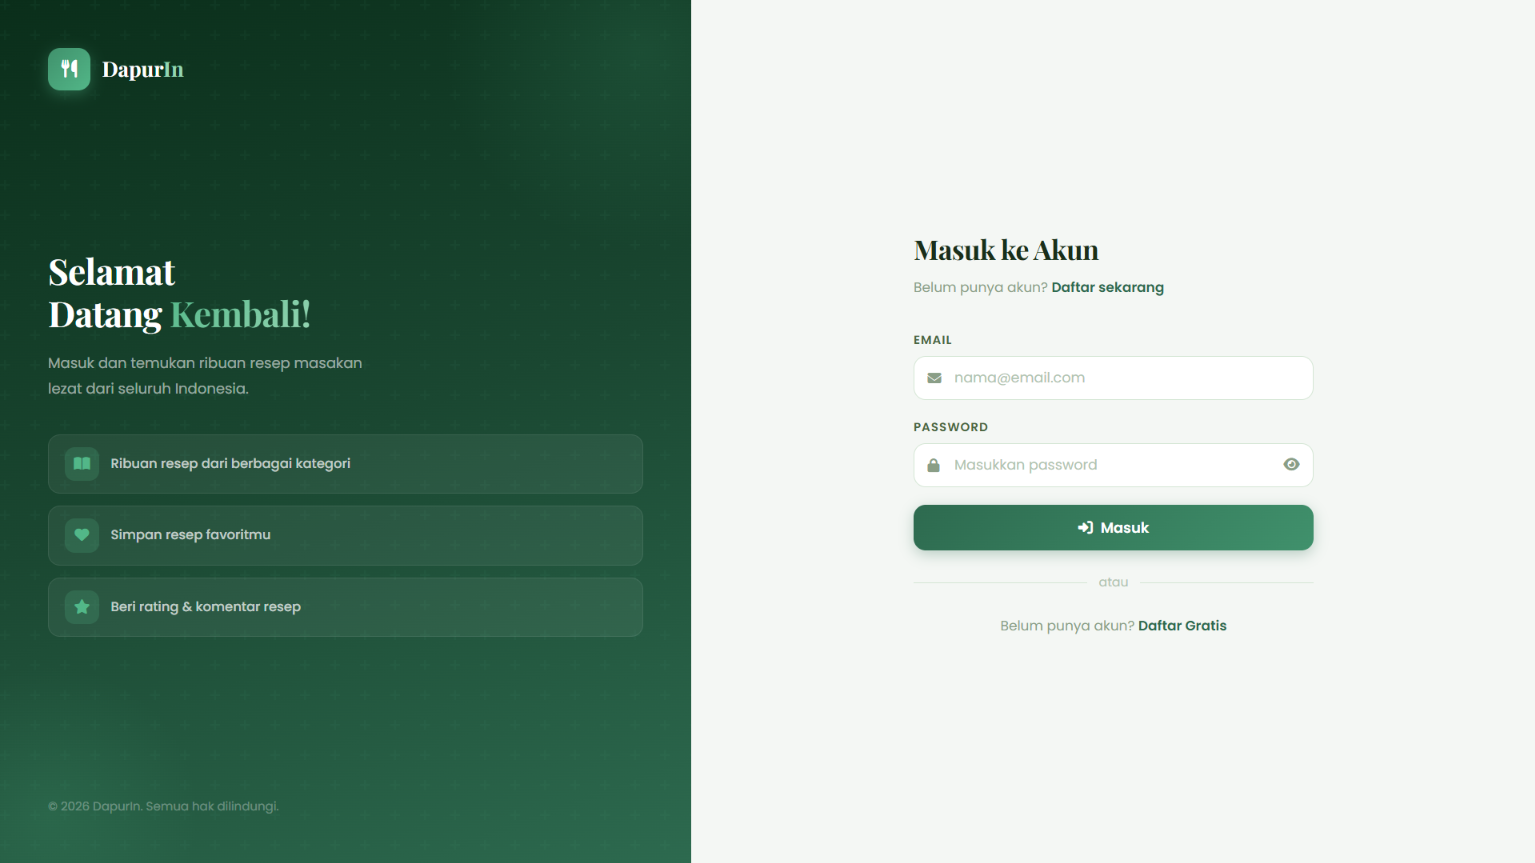 DapurIn
Selamat
Datang Kembali!
Masuk dan temukan ribuan resep masakan
lezat dari seluruh Indonesia.
Ribuan resep dari berbagai kategori
Simpan resep favoritmu
Beri rating & komentar resep
© 2026 DapurIn. Semua hak dilindungi.
Masuk ke Akun
Belum punya akun? Daftar sekarang
EMAIL
nama@email.com
PASSWORD
Masukkan password
Masuk
atau
Belum punya akun? Daftar Gratis